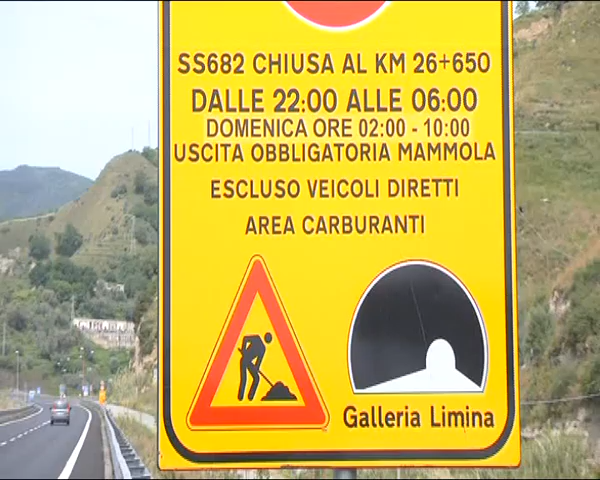 SS682 CHIUSA AL KM 26+650
DALLE 22:00 ALLE 06:00
DOMENICA ORE 02:00 - 10:00
USCITA OBBLIGATORIA MAMMOLA
ESCLUSO VEICOLI DIRETTI
AREA CARBURANTI
Galleria Limina